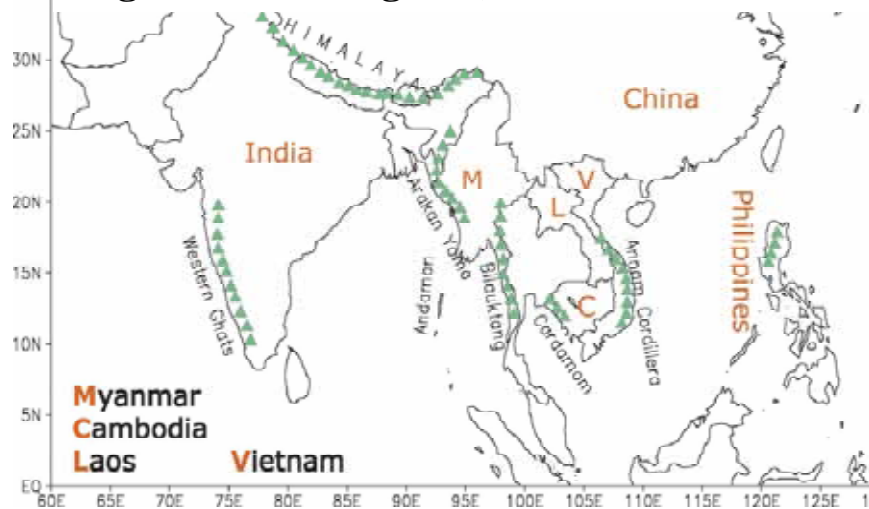 HIMALAYA
30N
China
25N
India
M
V
20N
L
Philippines
Arakan Yoma
Western Ghats
Annam Cordillera
15N
Andaman
Bilauktang
C
Cardamom
10N
Myanmar
5N
Cambodia
Laos
Vietnam
EQ
60E 65E 70E 75E 80E 85E 90E 95E 100E 105E 110E 115E 120E 125E